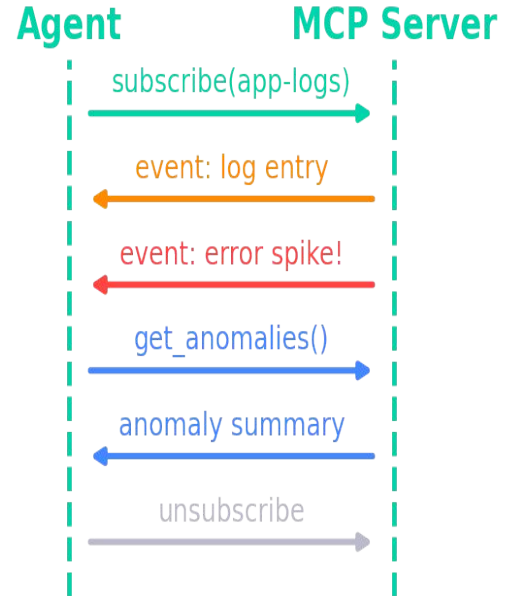 Agent MCP Server
subscribe(app-logs)
event: log entry
event: error spike!
get_anomalies()
anomaly summary
unsubscribe